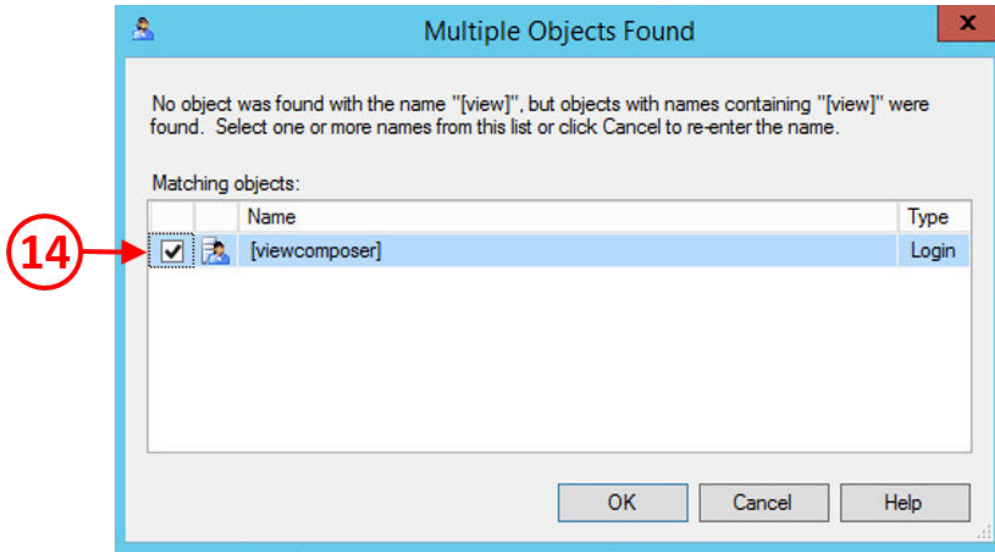 Multiple Objects Found
x
No object was found with the name "[view]", but objects with names containing "[view]" were
found. Select one or more names from this list or click Cancel to re-enter the name.
Matching objects:
Name Type
14 [viewcomposer] Login
OK Cancel Help